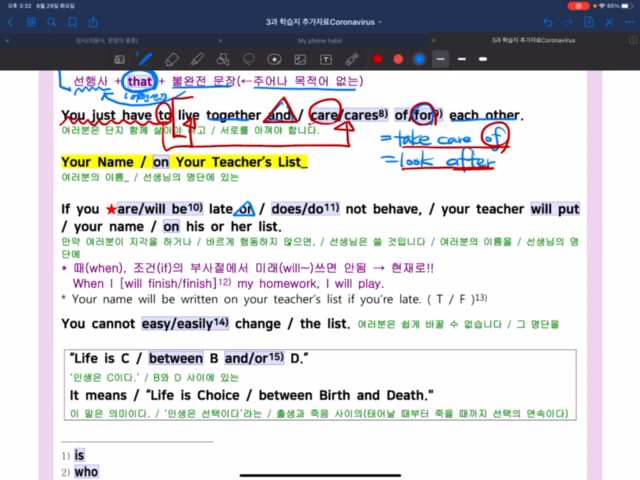 오후 3:32 6월 29일 화요일
65%
3과 학습지 추가자료Coronavirus
임시(의문사, 문장의 종류)
My phone habit
3과 학습지 추가자료Coronavirus
선행사 + that + 불완전 문장(←주어나 목적어 없는)
You just have to live together and / care/cares8) of/for9) each other.
여러분은 단지 함께 살아야 하고 / 서로를 아껴야 합니다.
= take care of
= look after
Your Name / on Your Teacher's List_
여러분의 이름_ / 선생님의 명단에 있는
If you ★are/will be10) late or / does/do11) not behave, / your teacher will put
/ your name / on his or her list.
만약 여러분이 지각을 하거나 / 바르게 행동하지 않으면, / 선생님은 쓸 것입니다 / 여러분의 이름을 / 선생님의 명
단에
* 때(when), 조건(if)의 부사절에서 미래(will~)쓰면 안됨 → 현재로!!
When I [will finish/finish]12) my homework, I will play.
* Your name will be written on your teacher's list if you're late. ( T / F )13)
You cannot easy/easily14) change / the list. 여러분은 쉽게 바꿀 수 없습니다 / 그 명단을
"Life is C / between B and/or15) D."
'인생은 C이다.' / B와 D 사이에 있는
It means / "Life is Choice / between Birth and Death."
이 말은 의미이다. / '인생은 선택이다'라는 / 출생과 죽음 사이의(태어날 때부터 죽을 때까지 선택의 연속이다)
1) is
2) who